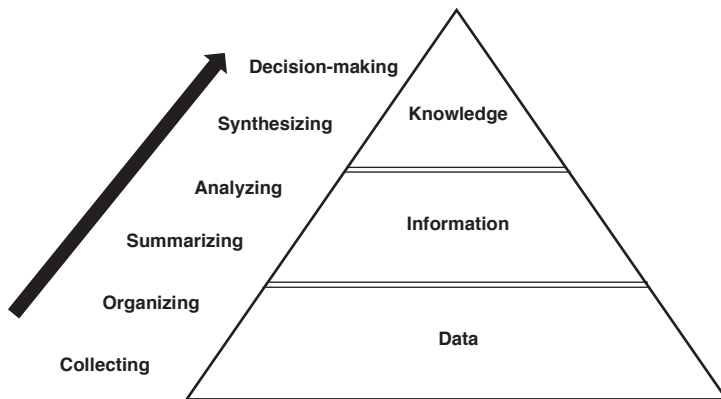 Decision-making
Synthesizing
Knowledge
Analyzing
Information
Summarizing
Organizing
Data
Collecting